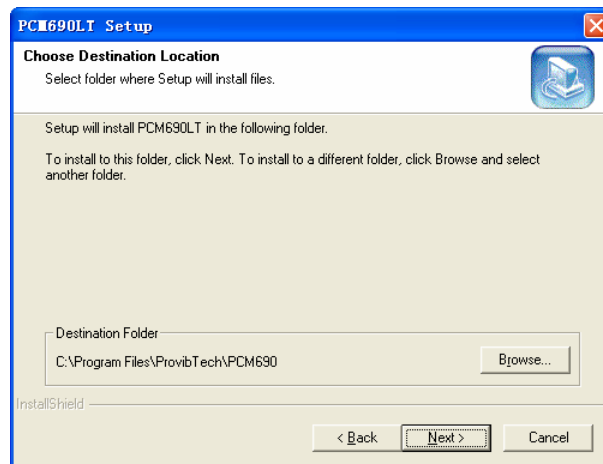 PCM690LT Setup
Choose Destination Location
Select folder where Setup will install files.
Setup will install PCM690LT in the following folder.
To install to this folder, click Next. To install to a different folder, click Browse and select
another folder.
Destination Folder
C:\Program Files\ProvibTech\PCM690
Browse...
InstallShield
< Back
Next >
Cancel